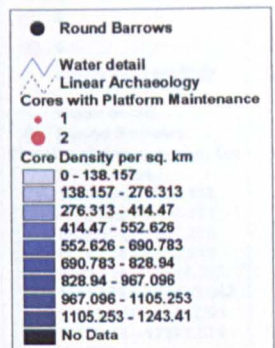 Round Barrows
Water detail
Linear Archaeology
Cores with Platform Maintenance
1
2
Core Density per sq. km
0 - 138.157
138.157 - 276.313
276.313 - 414.47
414.47 - 552.626
552.626 - 690.783
690.783 - 828.94
828.94 - 967.096
967.096 - 1105.253
1105.253 - 1243.41
No Data